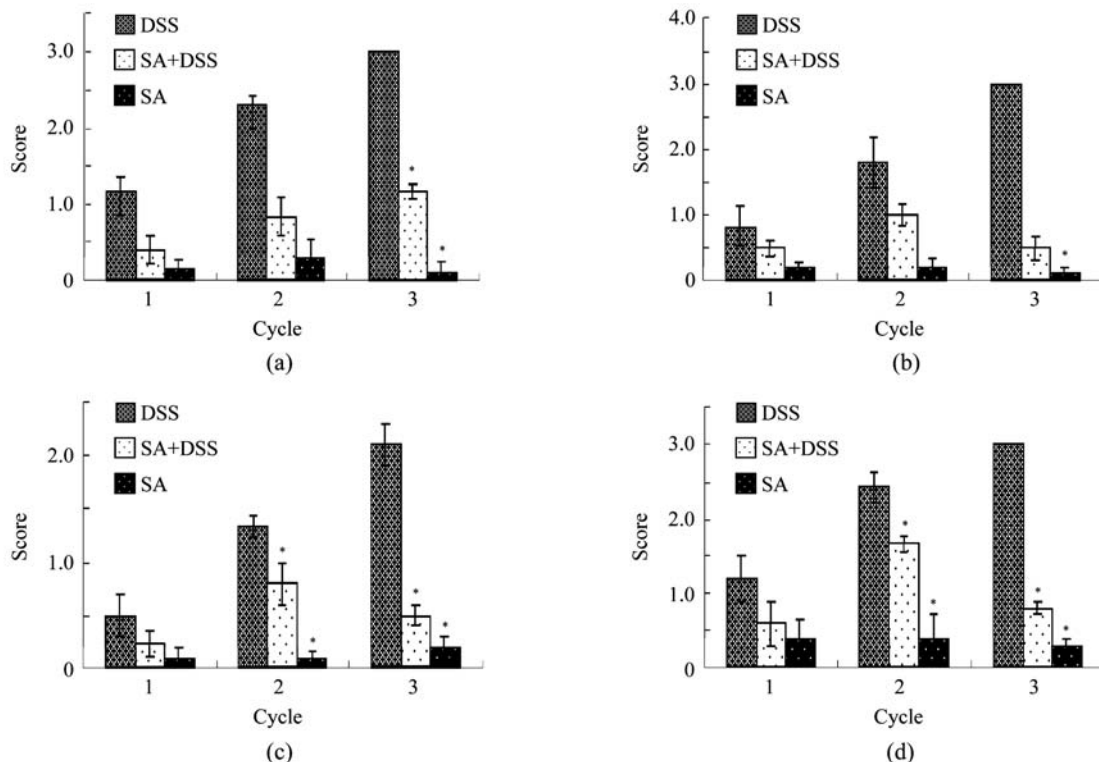 DSS
SA+DSS
SA
3.0
2.0
1.0
0
Score
*
*
1 2 3
Cycle
(a)
4.0
DSS
SA+DSS
SA
3.0
2.0
1.0
0
Score
*
1 2 3
Cycle
(b)
DSS
SA+DSS
SA
2.0
1.0
0
Score
*
*
*
*
1 2 3
Cycle
(c)
DSS
SA+DSS
SA
3.0
2.0
1.0
0
Score
*
*
*
*
1 2 3
Cycle
(d)